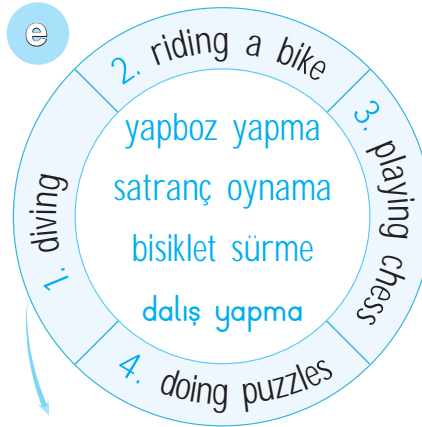 e
1. diving
2. riding a bike
3. playing chess
4. doing puzzles
yapboz yapma
satranç oynama
bisiklet sürme
dalış yapma